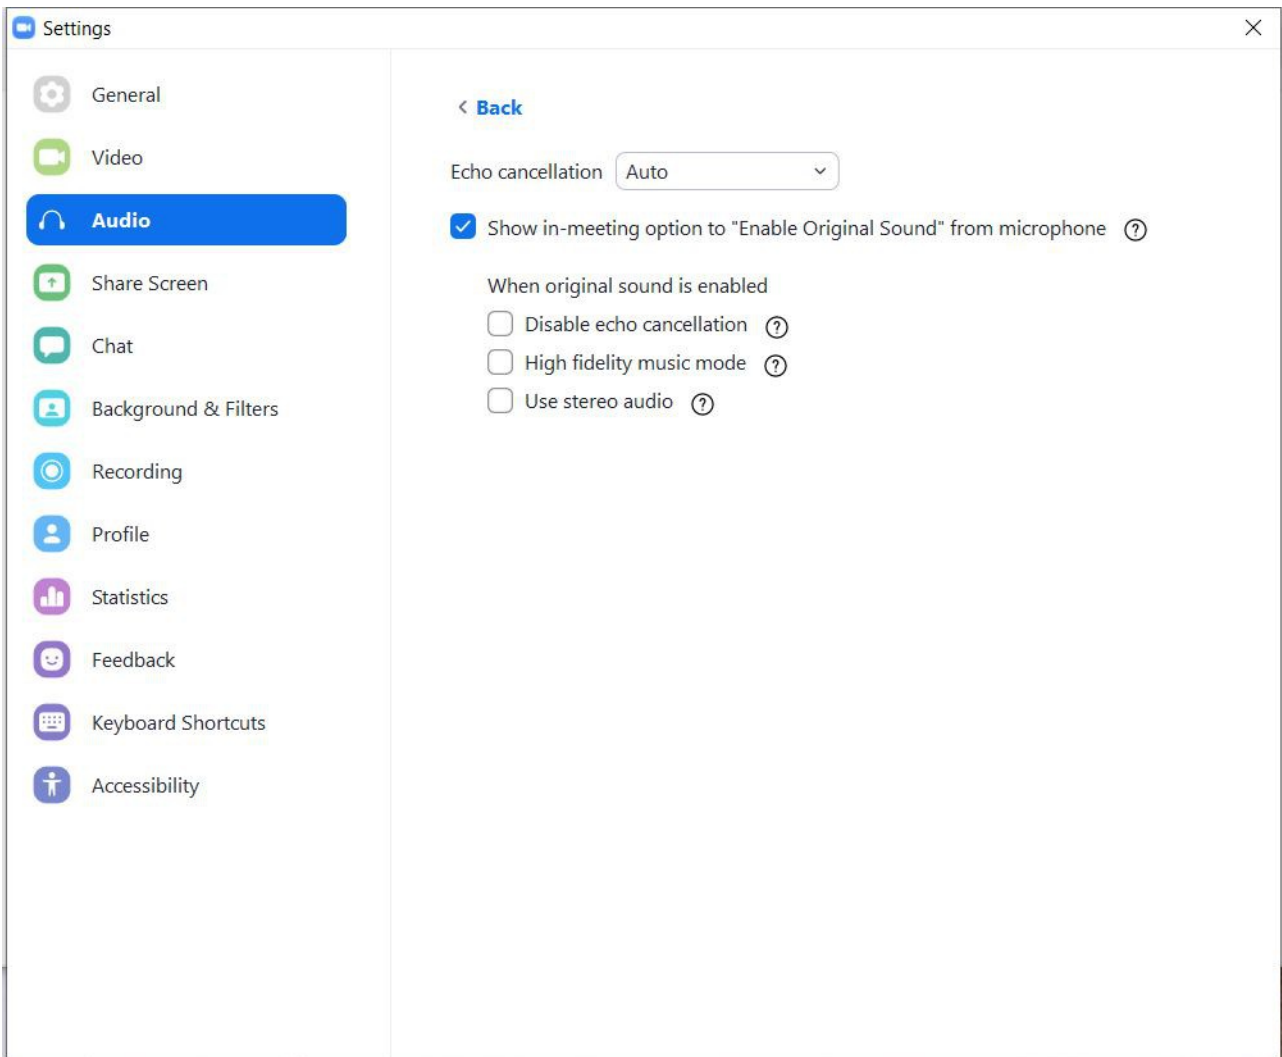 Settings
General
Video
Audio
Share Screen
Chat
Background & Filters
Recording
Profile
Statistics
Feedback
Keyboard Shortcuts
Accessibility
Back
Echo cancellation Auto
Show in-meeting option to "Enable Original Sound" from microphone ?
When original sound is enabled
Disable echo cancellation ?
High fidelity music mode ?
Use stereo audio ?